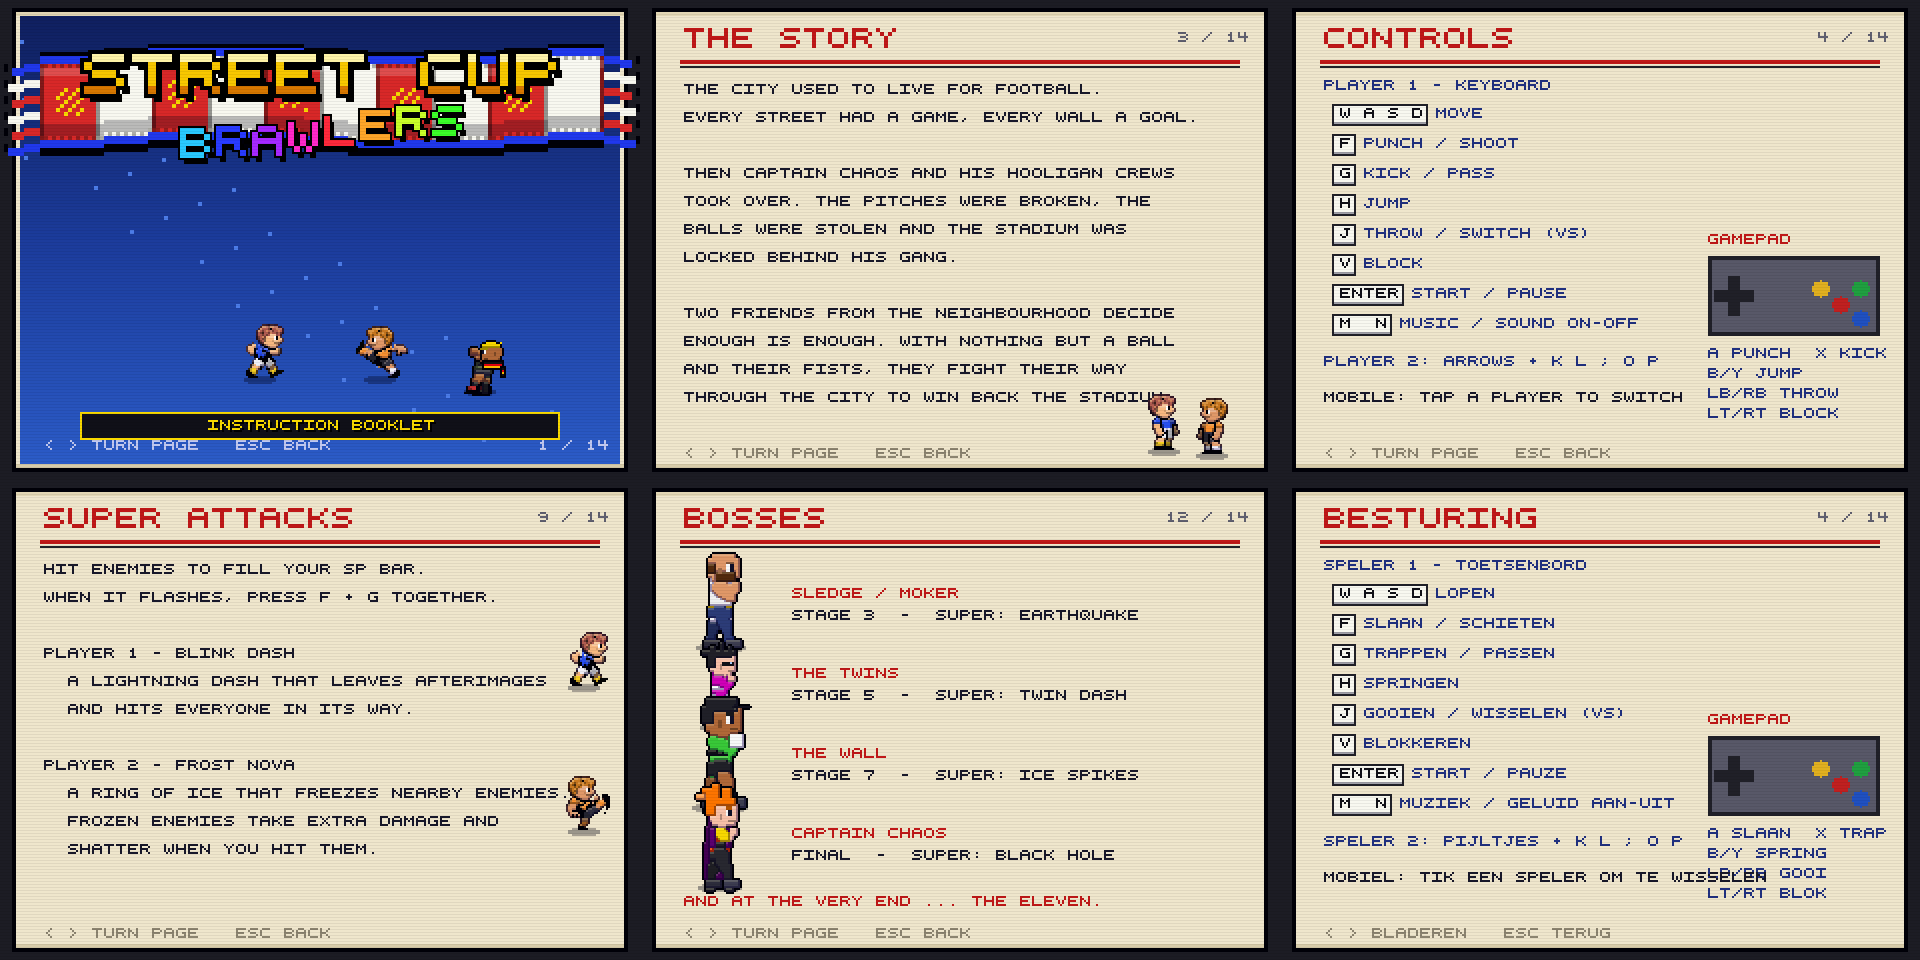 STREET CUP
BRAWLERS
INSTRUCTION BOOKLET
< > TURN PAGE ESC BACK
1 / 14
THE STORY
3 / 14
THE CITY USED TO LIVE FOR FOOTBALL.
EVERY STREET HAD A GAME, EVERY WALL A GOAL.
THEN CAPTAIN CHAOS AND HIS HOOLIGAN CREWS
TOOK OVER. THE PITCHES WERE BROKEN, THE
BALLS WERE STOLEN AND THE STADIUM WAS
LOCKED BEHIND HIS GANG.
TWO FRIENDS FROM THE NEIGHBOURHOOD DECIDE
ENOUGH IS ENOUGH. WITH NOTHING BUT A BALL
AND THEIR FISTS, THEY FIGHT THEIR WAY
THROUGH THE CITY TO WIN BACK THE
< > TURN PAGE ESC BACK
CONTROLS
4 / 14
PLAYER 1 - KEYBOARD
W A S D MOVE
F PUNCH / SHOOT
G KICK / PASS
H JUMP
J THROW / SWITCH (VS)
V BLOCK
ENTER START / PAUSE
M N MUSIC / SOUND ON-OFF
PLAYER 2: ARROWS + K L ; O P
MOBILE: TAP A PLAYER TO SWITCH
GAMEPAD
A PUNCH X KICK
B/Y JUMP
LB/RB THROW
LT/RT BLOCK
< > TURN PAGE ESC BACK
SUPER ATTACKS
9 / 14
HIT ENEMIES TO FILL YOUR SP BAR.
WHEN IT FLASHES, PRESS F + G TOGETHER.
PLAYER 1 - BLINK DASH
A LIGHTNING DASH THAT LEAVES AFTERIMAGES
AND HITS EVERYONE IN ITS WAY.
PLAYER 2 - FROST NOVA
A RING OF ICE THAT FREEZES NEARBY ENEMIES.
FROZEN ENEMIES TAKE EXTRA DAMAGE AND
SHATTER WHEN YOU HIT THEM.
< > TURN PAGE ESC BACK
BOSSES
12 / 14
SLEDGE / MOKER
STAGE 3 - SUPER: EARTHQUAKE
THE TWINS
STAGE 5 - SUPER: TWIN DASH
THE WALL
STAGE 7 - SUPER: ICE SPIKES
CAPTAIN CHAOS
FINAL - SUPER: BLACK HOLE
AND AT THE VERY END ... THE ELEVEN.
< > TURN PAGE ESC BACK
BESTURING
4 / 14
SPELER 1 - TOETSENBORD
W A S D LOPEN
F SLAAN / SCHIETEN
G TRAPPEN / PASSEN
H SPRINGEN
J GOOIEN / WISSELEN (VS)
V BLOKKEREN
ENTER START / PAUZE
M N MUZIEK / GELUID AAN-UIT
SPELER 2: PIJLTJES + K L ; O P
MOBIEL: TIK EEN SPELER OM TE WISSELEN
GAMEPAD
A SLAAN X TRAP
B/Y SPRING
LB/RB GOOI
LT/RT BLOK
< > BLADEREN ESC TERUG